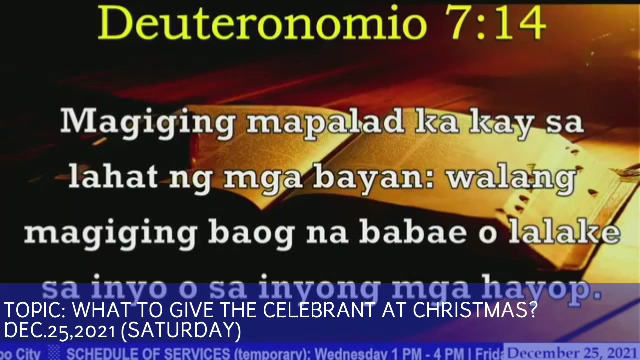 Deuteronomio 7:14
Magiging mapalad ka kay sa
lahat ng mga bayan: walang
magiging baog na babae o lalake
sa inyo o sa inyong mga hayop.
TOPIC: WHAT TO GIVE THE CELEBRANT AT CHRISTMAS?
DEC.25,2021 (SATURDAY)
City SCHEDULE OF SERVICES (temporary): Wednesday 1 PM - 4 PM I December 25, 2021